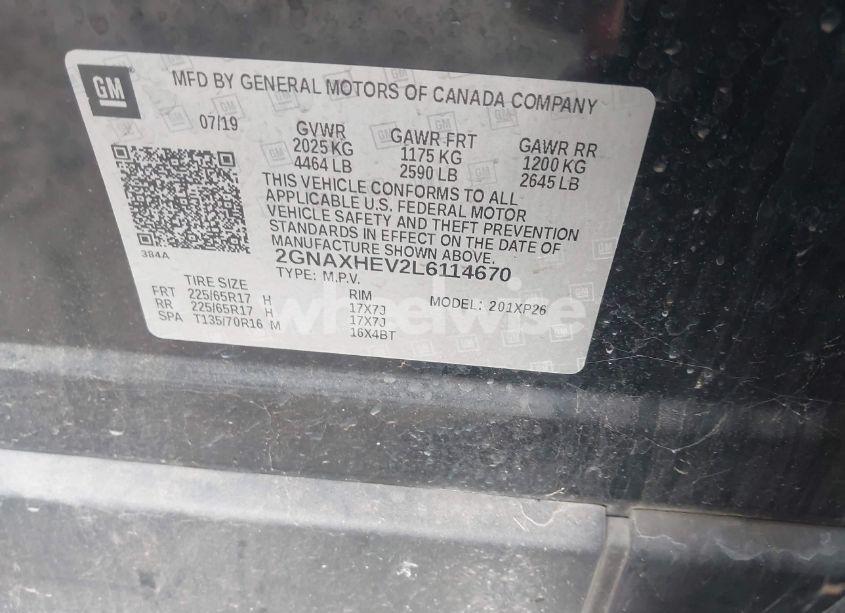 GM
MFD BY GENERAL MOTORS OF CANADA COMPANY
07/19
GVWR
2025 KG
4464 LB
GAWR FRT
1175 KG
2590 LB
GAWR RR
1200 KG
2645 LB
THIS VEHICLE CONFORMS TO ALL
APPLICABLE U.S. FEDERAL MOTOR
VEHICLE SAFETY AND THEFT PREVENTION
STANDARDS IN EFFECT ON THE DATE OF
MANUFACTURE SHOWN ABOVE.
384A
2GNAXHEV2L6114670
TYPE: M.P.V.
MODEL: 201XP26
TIRE SIZE RIM
FRT 225/65R17 H 17X7J
RR 225/65R17 H 17X7J
SPA T135/70R16 M 16X4BT
wheelwise